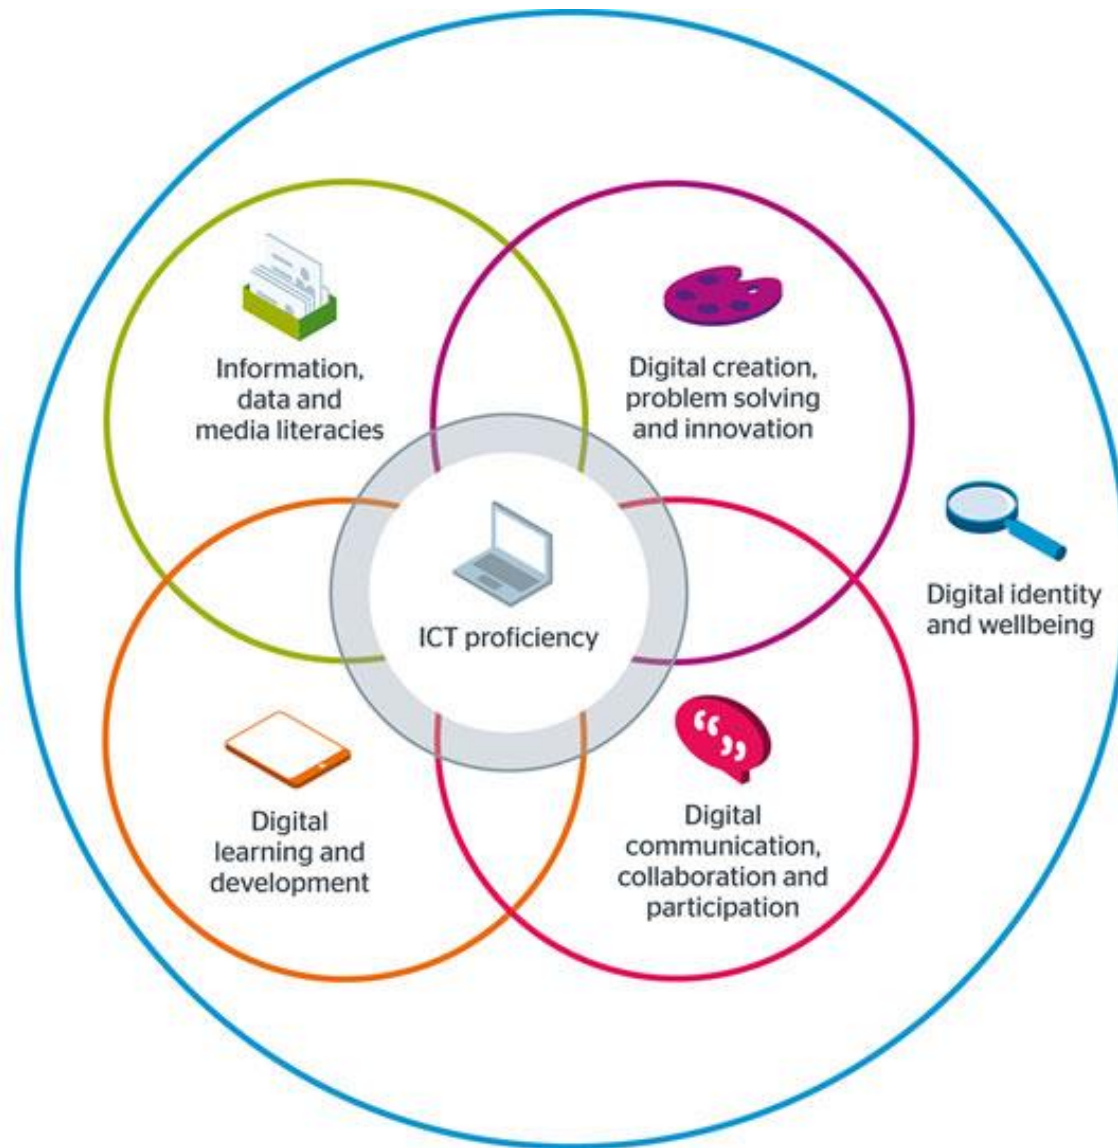 Information,
data and
media literacies
Digital creation,
problem solving
and innovation
ICT proficiency
Digital identity
and wellbeing
Digital
learning and
development
Digital
communication,
collaboration and
participation